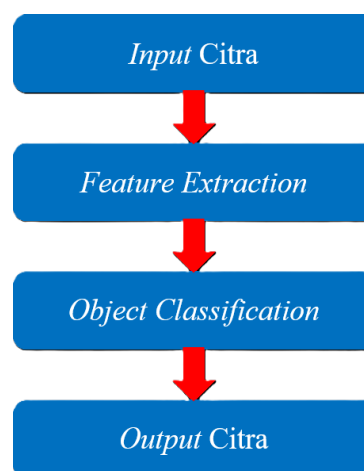 Input Citra
Feature Extraction
Object Classification
Output Citra